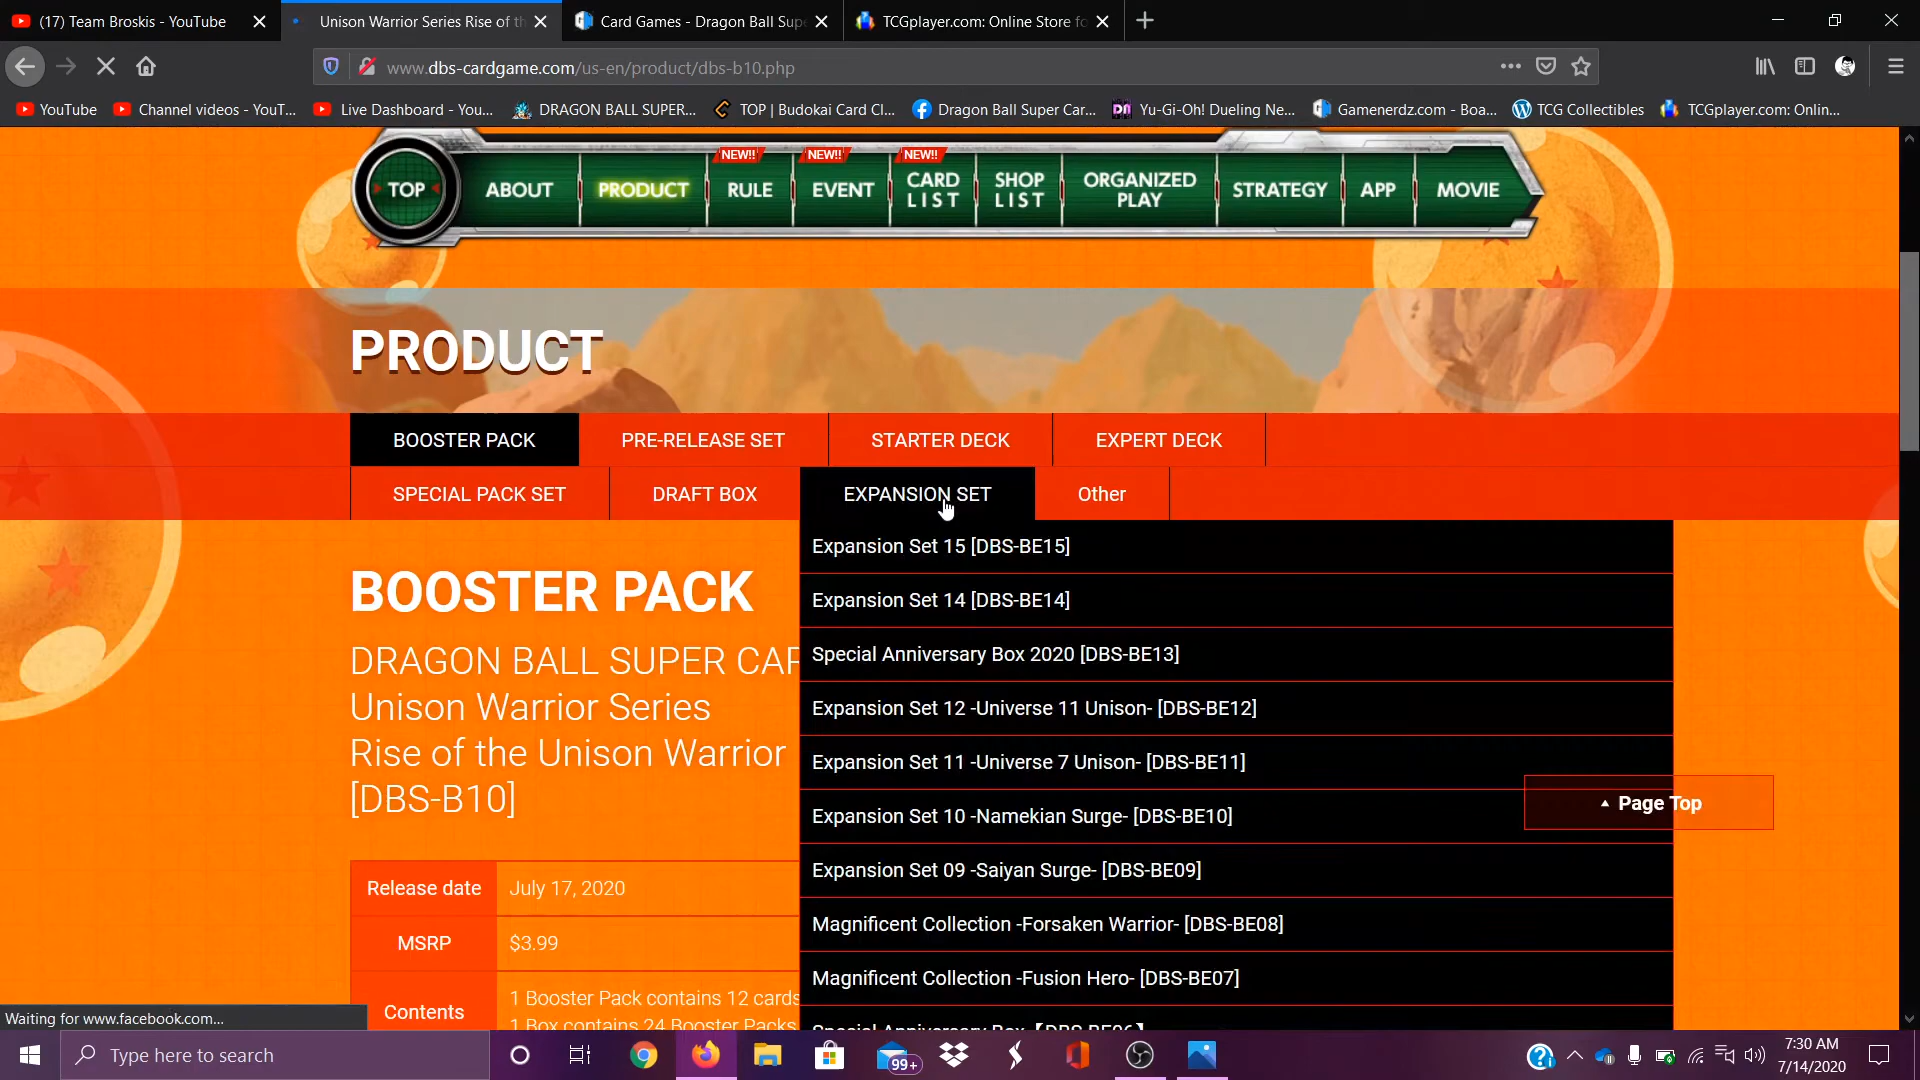 (17) Team Broskis - YouTube
Unison Warrior Series Rise of th
Card Games - Dragon Ball Supe
TCGplayer.com: Online Store fo
www.dbs-cardgame.com/us-en/product/dbs-b10.php
YouTube
Channel videos - YouT...
Live Dashboard - You...
DRAGON BALL SUPER...
TOP | Budokai Card Cl...
Dragon Ball Super Car...
Yu-Gi-Oh! Dueling Ne...
Gamenerdz.com - Boa...
TCG Collectibles
TCGplayer.com: Onlin...
NEW!!
NEW!!
NEW!!
TOP
ABOUT
PRODUCT
RULE
EVENT
CARD
LIST
SHOP
LIST
ORGANIZED
PLAY
STRATEGY
APP
MOVIE
PRODUCT
BOOSTER PACK
PRE-RELEASE SET
STARTER DECK
EXPERT DECK
SPECIAL PACK SET
DRAFT BOX
EXPANSION SET
Other
Expansion Set 15 [DBS-BE15]
Expansion Set 14 [DBS-BE14]
Special Anniversary Box 2020 [DBS-BE13]
Expansion Set 12 -Universe 11 Unison- [DBS-BE12]
Expansion Set 11 -Universe 7 Unison- [DBS-BE11]
Expansion Set 10 -Namekian Surge- [DBS-BE10]
Expansion Set 09 -Saiyan Surge- [DBS-BE09]
Magnificent Collection -Forsaken Warrior- [DBS-BE08]
Magnificent Collection -Fusion Hero- [DBS-BE07]
Special Anniversary Box【DBS-BE06】
BOOSTER PACK
DRAGON BALL SUPER CAR
Unison Warrior Series
Rise of the Unison Warrior
[DBS-B10]
Release date
July 17, 2020
MSRP
$3.99
Contents
1 Booster Pack contains 12 cards
1 Box contains 24 Booster Packs
Page Top
Waiting for www.facebook.com...
Type here to search
99+
7:30 AM
7/14/2020